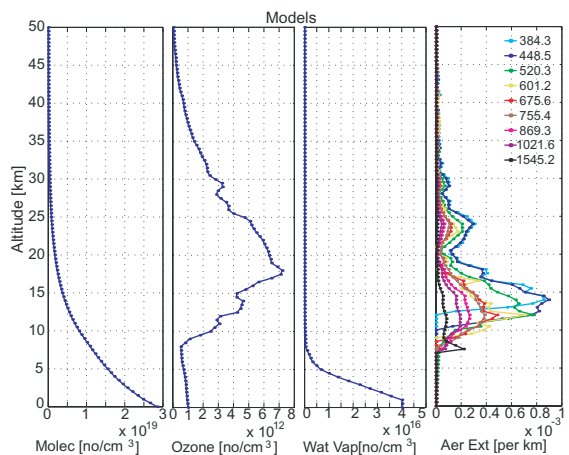 Models
50
45
40
35
30
25
20
15
10
5
0
Altitude [km]
0 1 2 3
x 10^19
Molec [no/cm ^3]
0 1 2 3 4 5 6 7 8
x 10^12
Ozone [no/cm ^3]
0 1 2 3 4 5
x 10^16
Wat Vap[no/cm ^3]
384.3
448.5
520.3
601.2
675.6
755.4
869.3
1021.6
1545.2
0 0.2 0.4 0.6 0.8 1
x 10^-3
Aer Ext [per km]